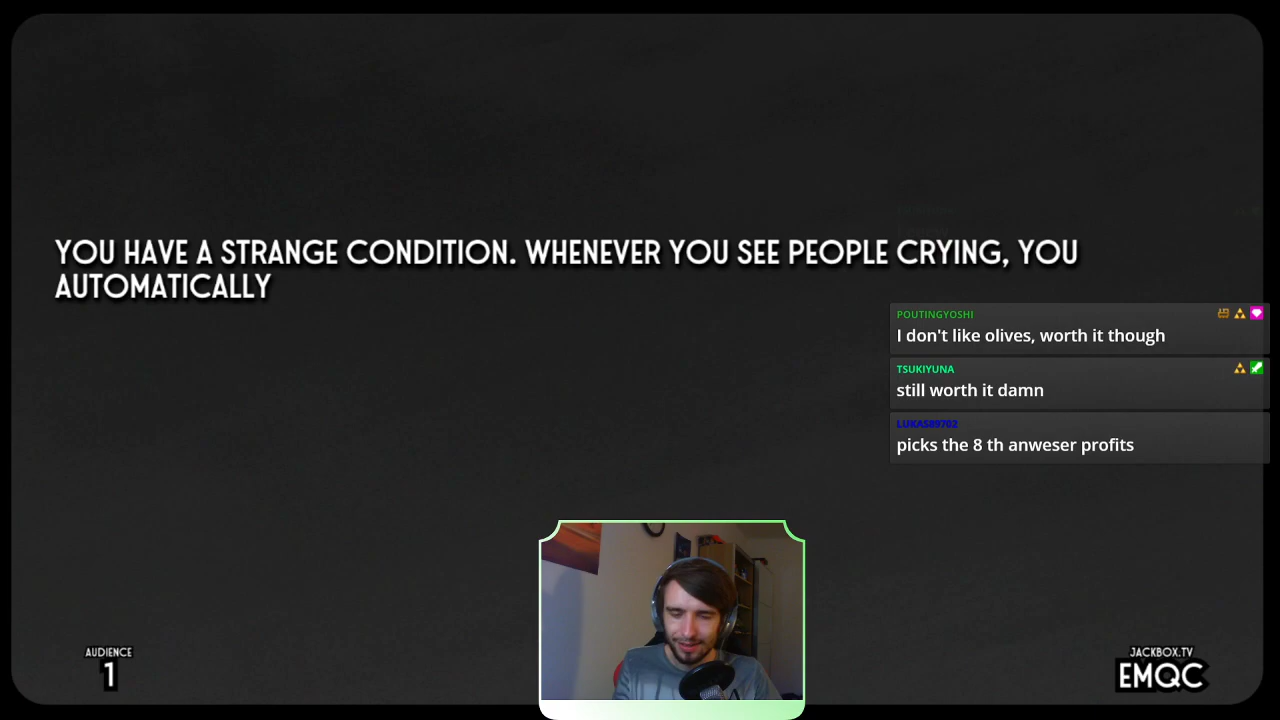 YOU HAVE A STRANGE CONDITION. WHENEVER YOU SEE PEOPLE CRYING, YOU
AUTOMATICALLY
POUTINGYOSHI
I don't like olives, worth it though
TSUKIYUNA
still worth it damn
LUKAS89702
picks the 8 th anweser profits
AUDIENCE
1
JACKBOX.TV
EMQC